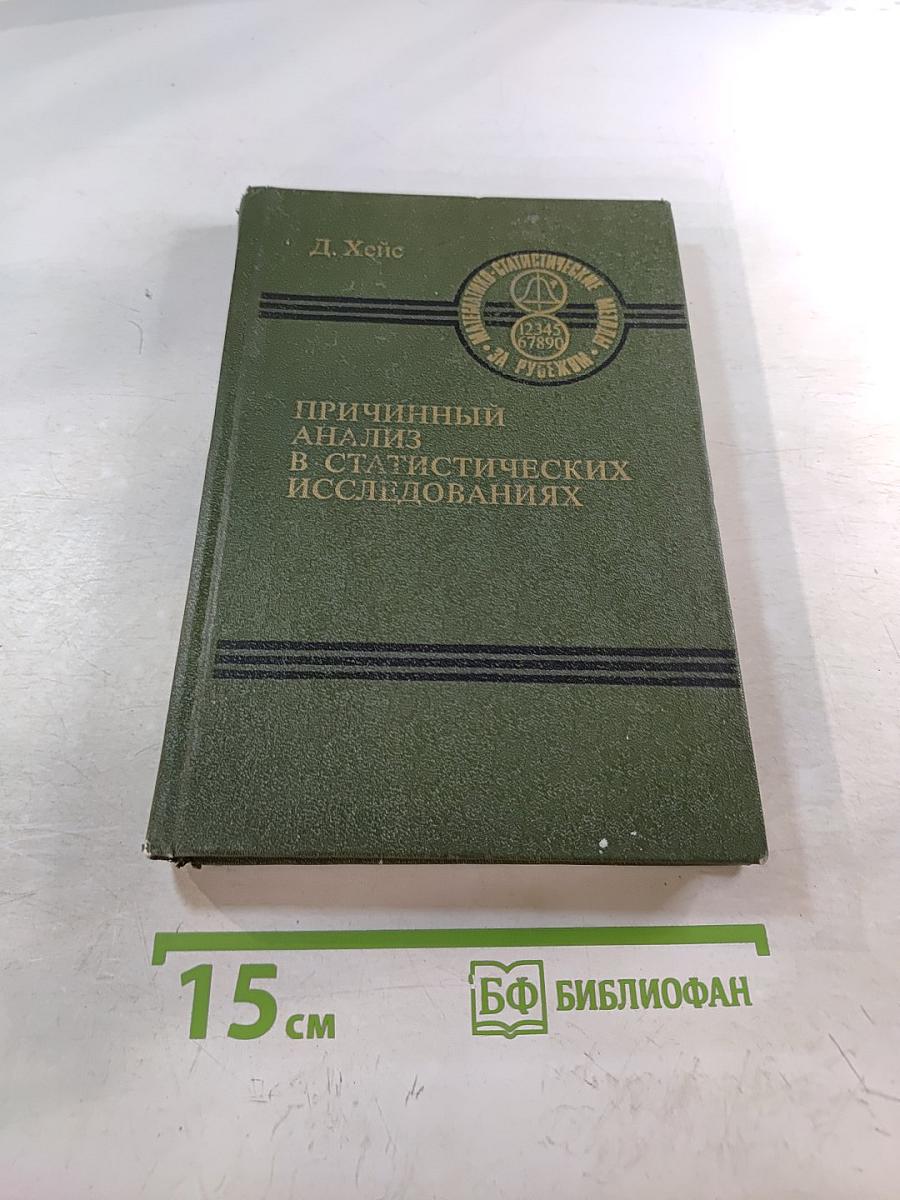 Д. Хейс
МАТЕМАТИКО-СТАТИСТИЧЕСКИЕ МЕТОДЫ
12345
67890
• ЗА РУБЕЖОМ •
ПРИЧИННЫЙ
АНАЛИЗ
В СТАТИСТИЧЕСКИХ
ИССЛЕДОВАНИЯХ
15 см
БФ БИБЛИОФАН